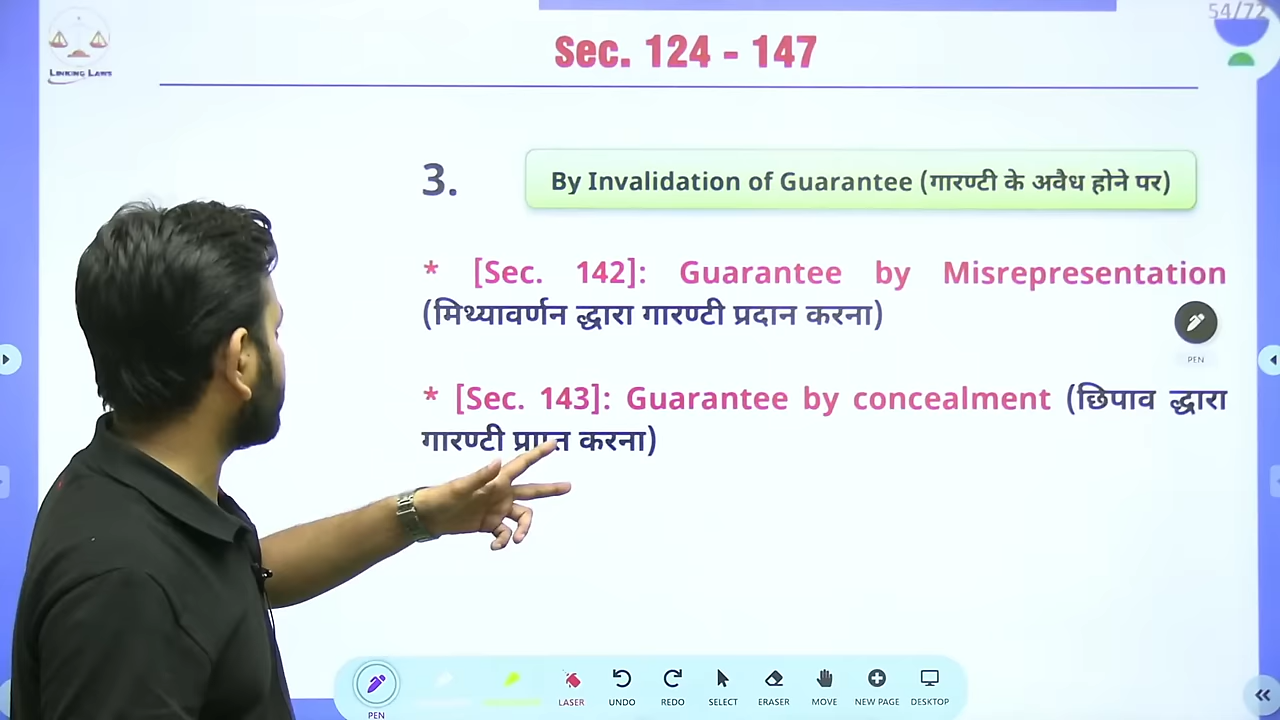 54/72
LINKING LAWS
Sec. 124 - 147
3.
By Invalidation of Guarantee (गारण्टी के अवैध होने पर)
* [Sec. 142]: Guarantee by Misrepresentation
(मिथ्यावर्णन द्धारा गारण्टी प्रदान करना)
PEN
* [Sec. 143]: Guarantee by concealment (छिपाव द्धारा
गारण्टी प्राप्त करना)
PEN
LASER
UNDO
REDO
SELECT
ERASER
MOVE
NEW PAGE
DESKTOP